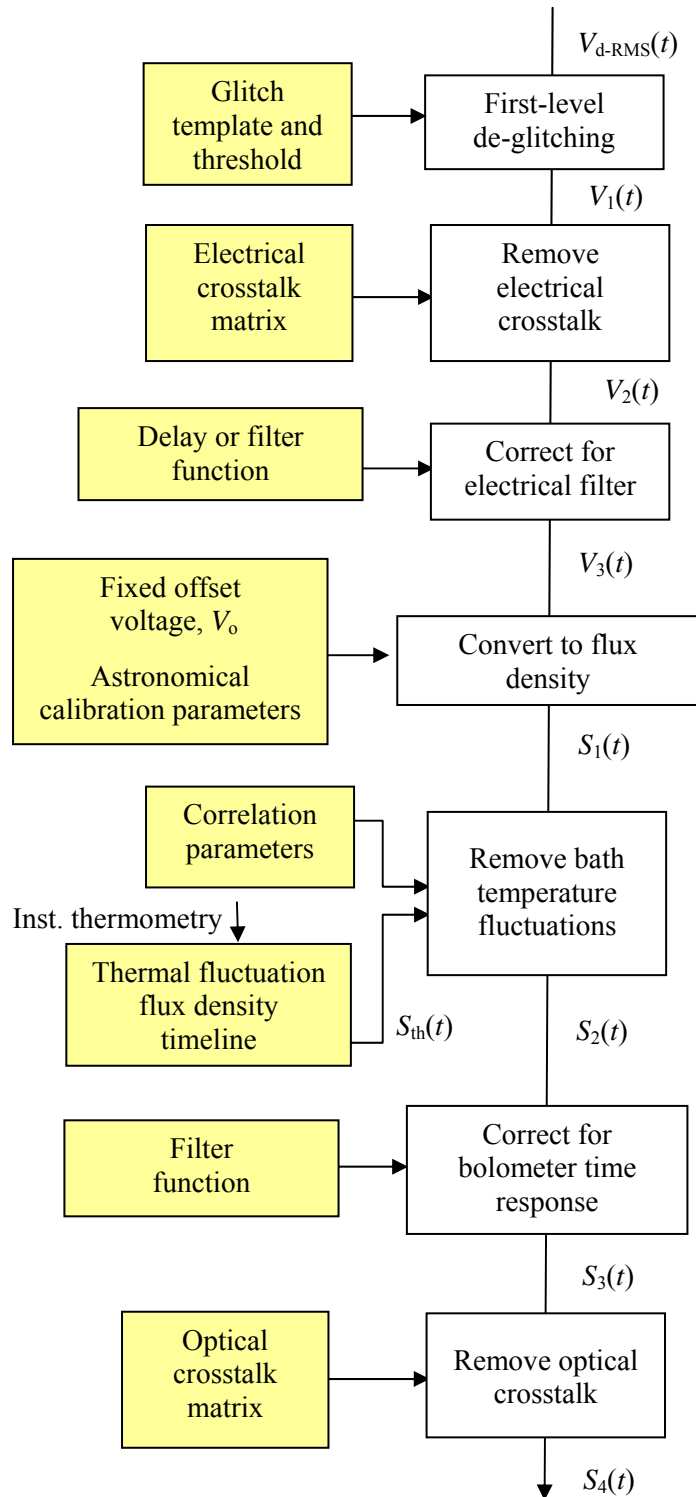 V_d-RMS(t)
Glitch
template and
threshold
First-level
de-glitching
V_1(t)
Electrical
crosstalk
matrix
Remove
electrical
crosstalk
V_2(t)
Delay or filter
function
Correct for
electrical filter
V_3(t)
Fixed offset
voltage, V_o
Astronomical
calibration parameters
Convert to flux
density
S_1(t)
Correlation
parameters
Remove bath
temperature
fluctuations
Inst. thermometry
Thermal fluctuation
flux density
timeline
S_th(t)
S_2(t)
Filter
function
Correct for
bolometer time
response
S_3(t)
Optical
crosstalk
matrix
Remove optical
crosstalk
S_4(t)